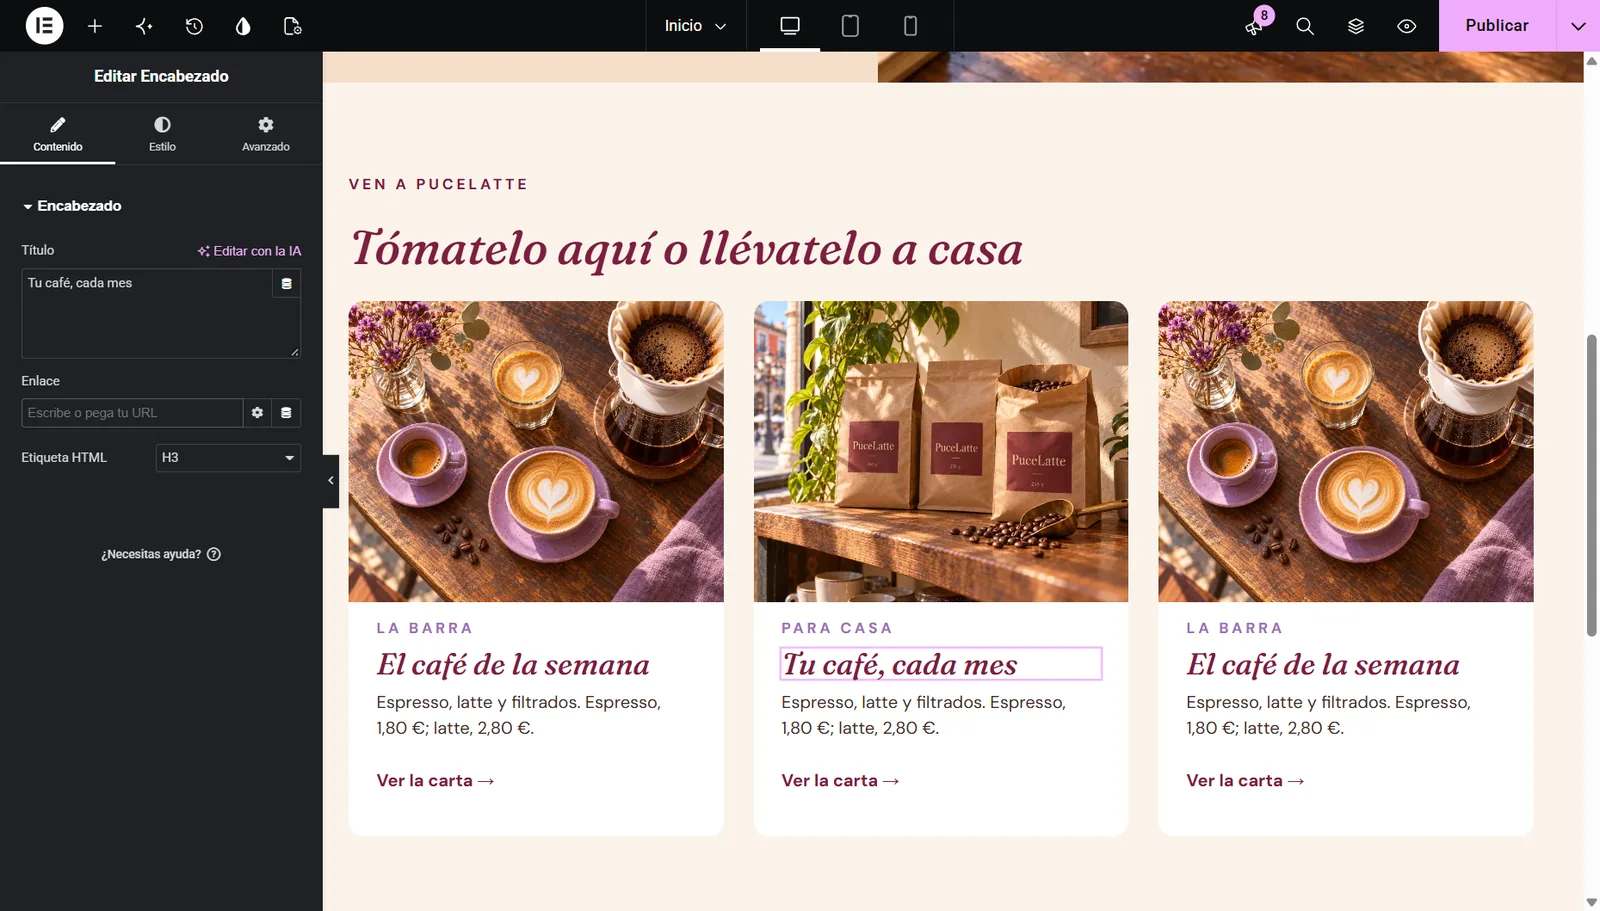 Inicio
8
Publicar
Editar Encabezado
Contenido
Estilo
Avanzado
Encabezado
Título
Editar con la IA
Tu café, cada mes
Enlace
Escribe o pega tu URL
Etiqueta HTML
H3
¿Necesitas ayuda?
VEN A PUCELATTE
Tómatelo aquí o llévatelo a casa
PuceLatte
PuceLatte
PuceLatte
LA BARRA
El café de la semana
Espresso, latte y filtrados. Espresso,
1,80 €; latte, 2,80 €.
Ver la carta →
PARA CASA
Tu café, cada mes
Espresso, latte y filtrados. Espresso,
1,80 €; latte, 2,80 €.
Ver la carta →
LA BARRA
El café de la semana
Espresso, latte y filtrados. Espresso,
1,80 €; latte, 2,80 €.
Ver la carta →